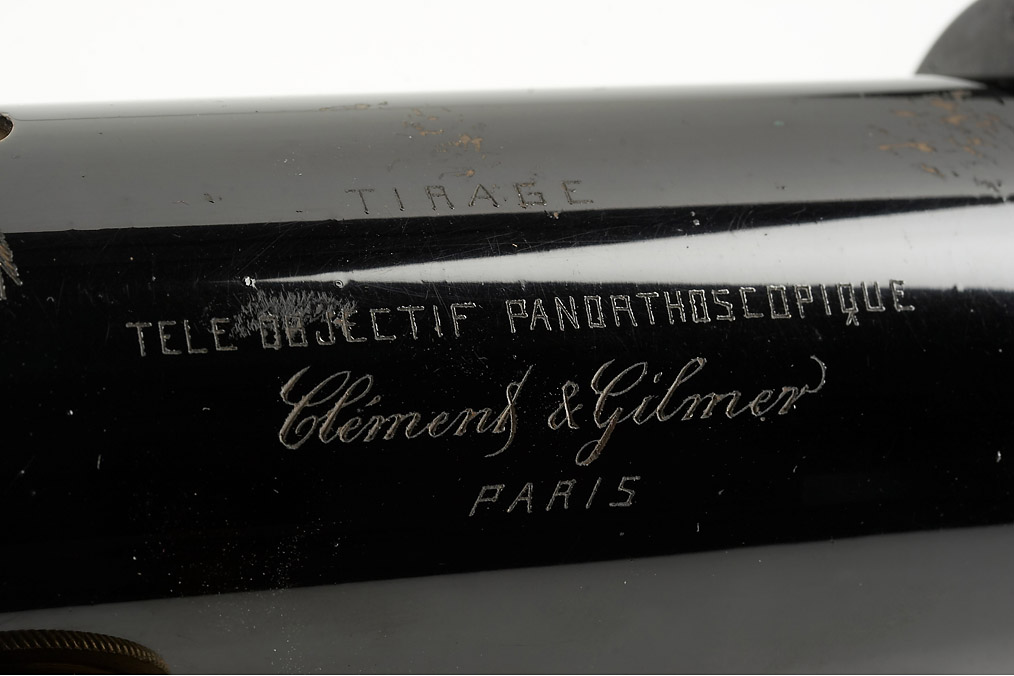 TIRAGE
TELE-OBJECTIF PANORTHOSCOPIQUE
Clément & Gilmer
PARIS